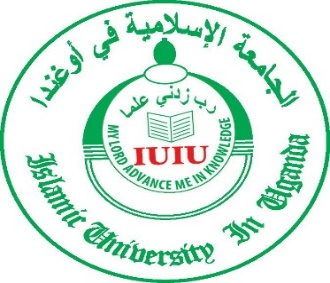 الجامعة الإسلامية في أوغندا
رب زدني علما
IUIU
MY LORD ADVANCE ME IN KNOWLEDGE
Islamic University In Uganda